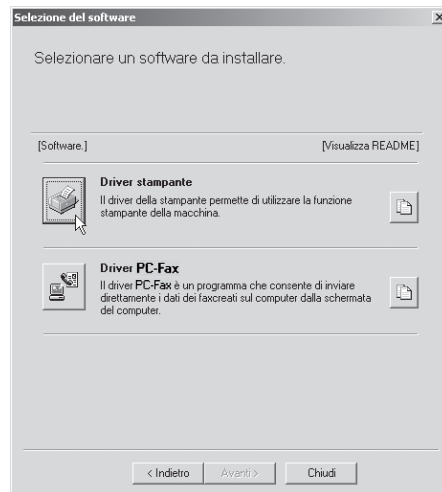 Selezione del software
Selezionare un software da installare.
[Software.] [Visualizza README]
Driver stampante
Il driver della stampante permette di utilizzare la funzione
stampante della macchina.
Driver PC-Fax
Il driver PC-Fax è un programma che consente di inviare
direttamente i dati dei faxcreati sul computer dalla schermata
del computer.
< Indietro Avanti > Chiudi